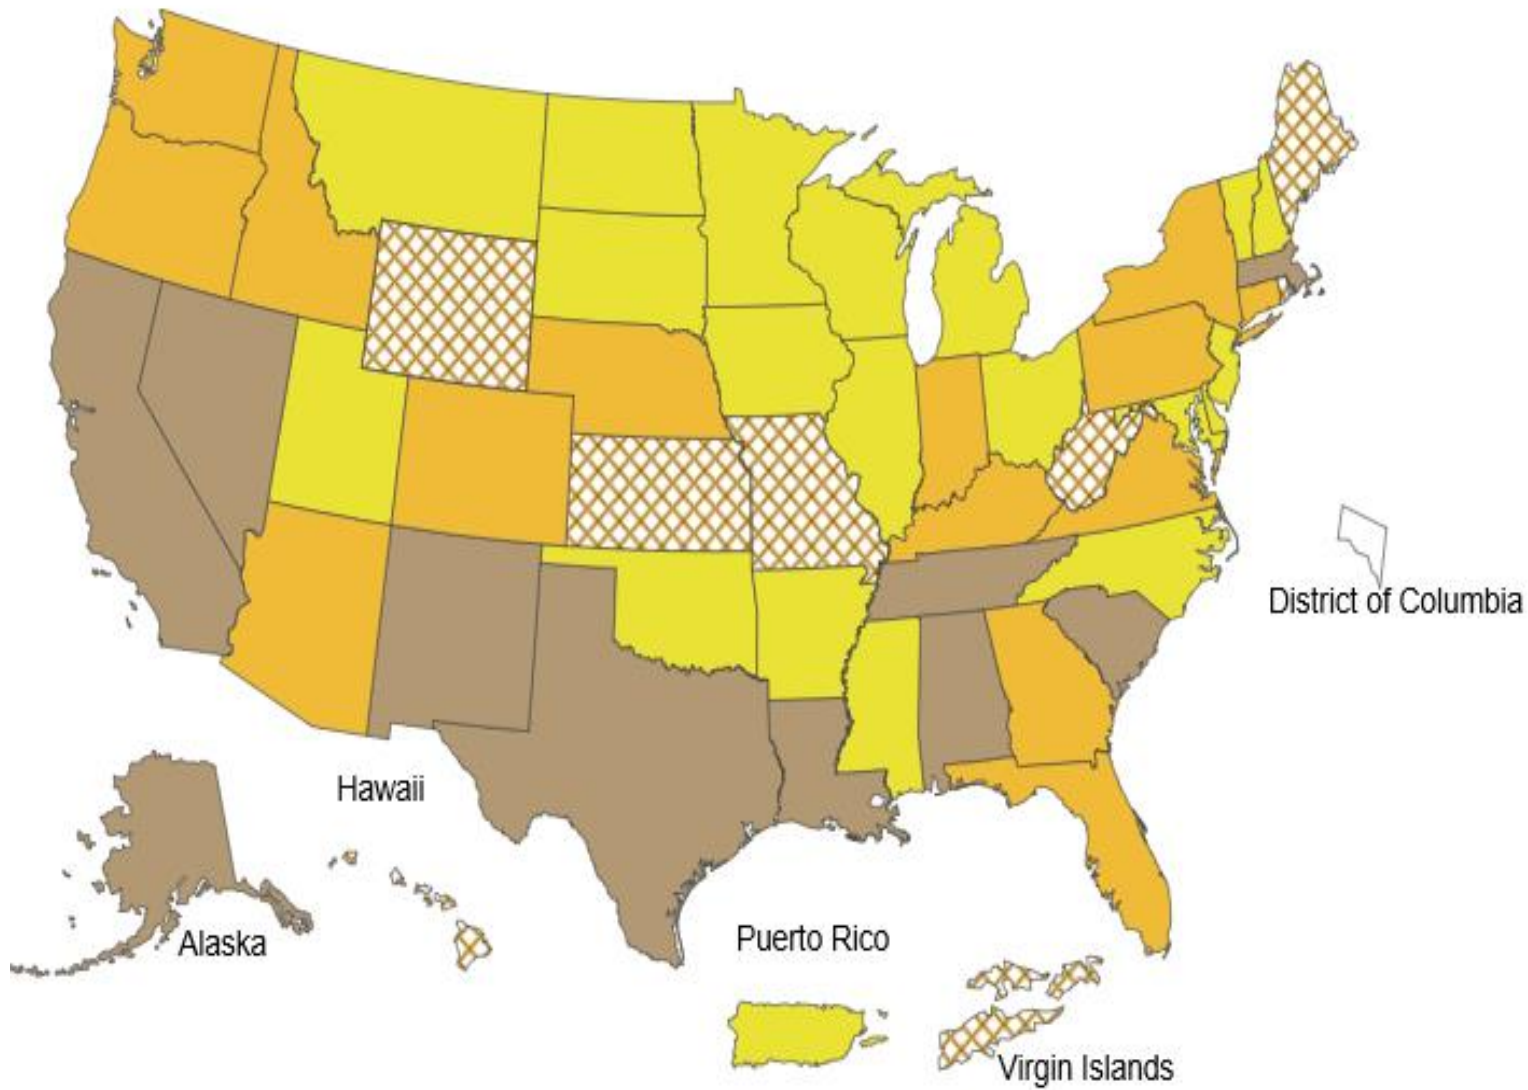 District of Columbia
Hawaii
Alaska
Puerto Rico
Virgin Islands